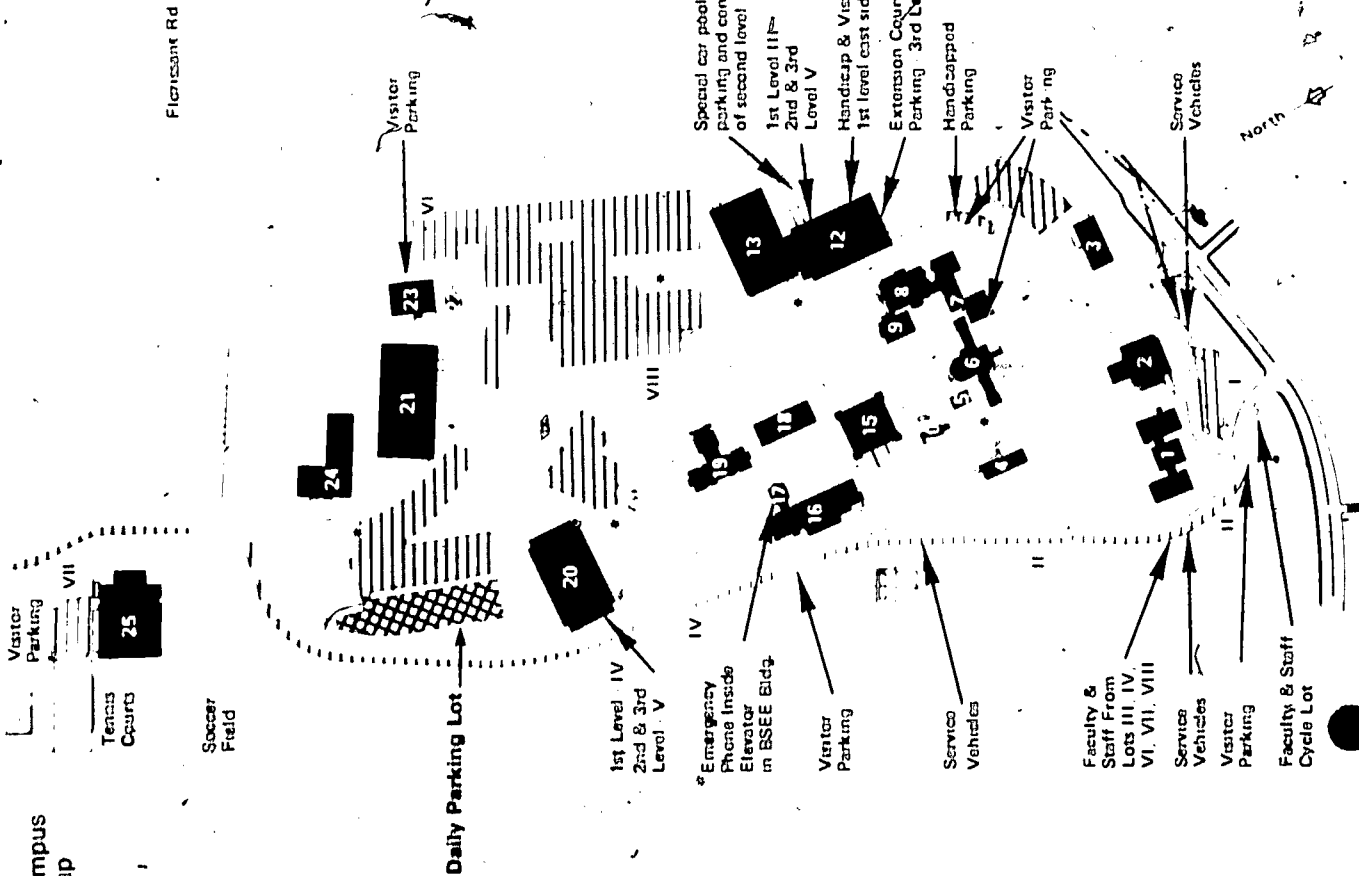 mpus
Visitor
Parking
VII
25
Tennis
Courts
Soccer
Field
Florissant Rd
Visitor
Parking
VI
23
21
24
Daily Parking Lot
20
1st Level - IV
2nd & 3rd
Level - V
VIII
Special car pool
parking and
of second level
1st Level III
2nd & 3rd
Level V
Handicap &
1st level east
Extension
Parking - 3rd
Handicapped
Parking
Visitor
Parking
Service
Vehicles
North
13
12
8
9
7
6
5
3
2
1
4
15
16
17
18
19
IV
*Emergency
Phone Inside
Elevator
in BSEE Bldg.
Visitor
Parking
II
Service
Vehicles
Faculty &
Staff From
Lots III, IV,
VI, VII, VIII
Service
Vehicles
II
Visitor
Parking
I
Faculty & Staff
Cycle Lot